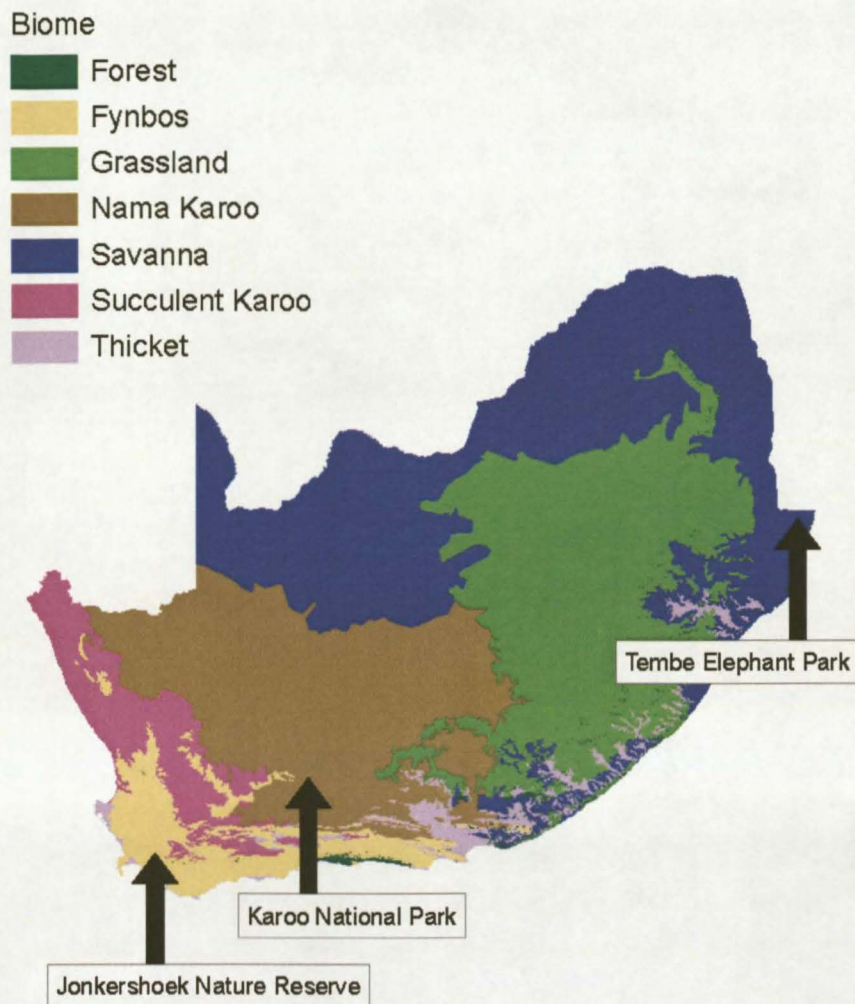 Biome
Forest
Fynbos
Grassland
Nama Karoo
Savanna
Succulent Karoo
Thicket
Tembe Elephant Park
Karoo National Park
Jonkershoek Nature Reserve